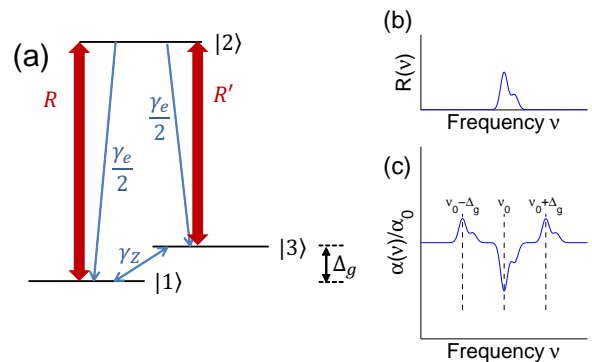 (a)
|2⟩
R
R'
γe/2
γe/2
γZ
|3⟩
|1⟩
Δg
(b)
R(ν)
Frequency ν
(c)
α(ν)/α0
ν0-Δg
ν0
ν0+Δg
Frequency ν